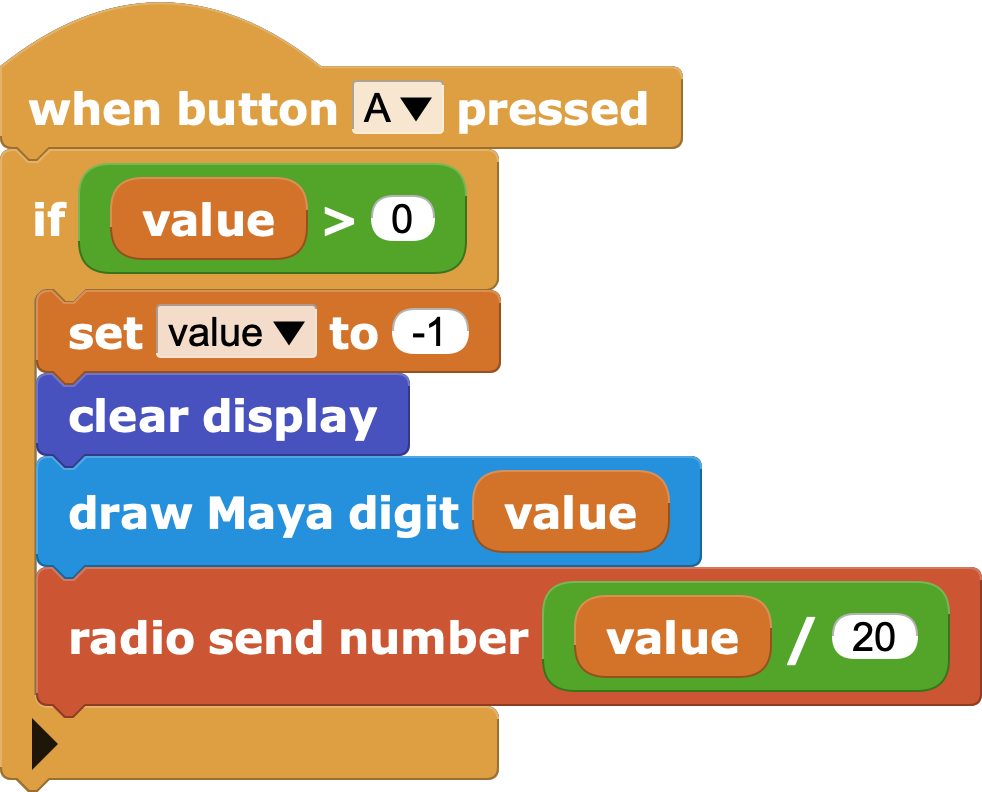 when button A ▼ pressed
if value > 0
set value ▼ to -1
clear display
draw Maya digit value
radio send number value / 20